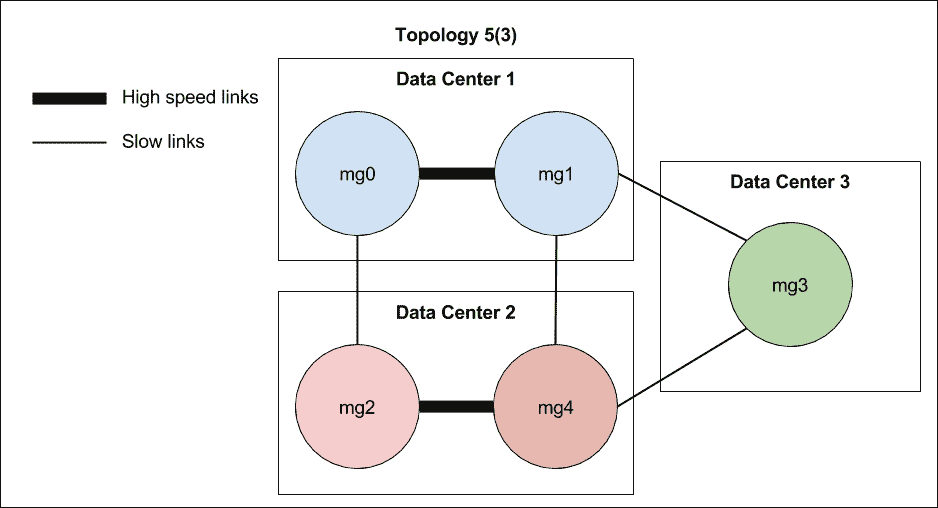 Topology 5(3)
Data Center 1
High speed links
Slow links
mg0
mg1
Data Center 3
mg3
Data Center 2
mg2
mg4